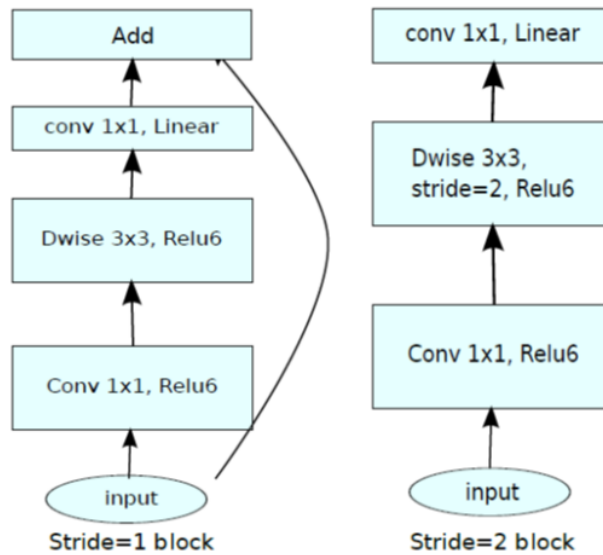 Add
conv 1x1, Linear
Dwise 3x3, Relu6
Conv 1x1, Relu6
input
Stride=1 block
conv 1x1, Linear
Dwise 3x3,
stride=2, Relu6
Conv 1x1, Relu6
input
Stride=2 block